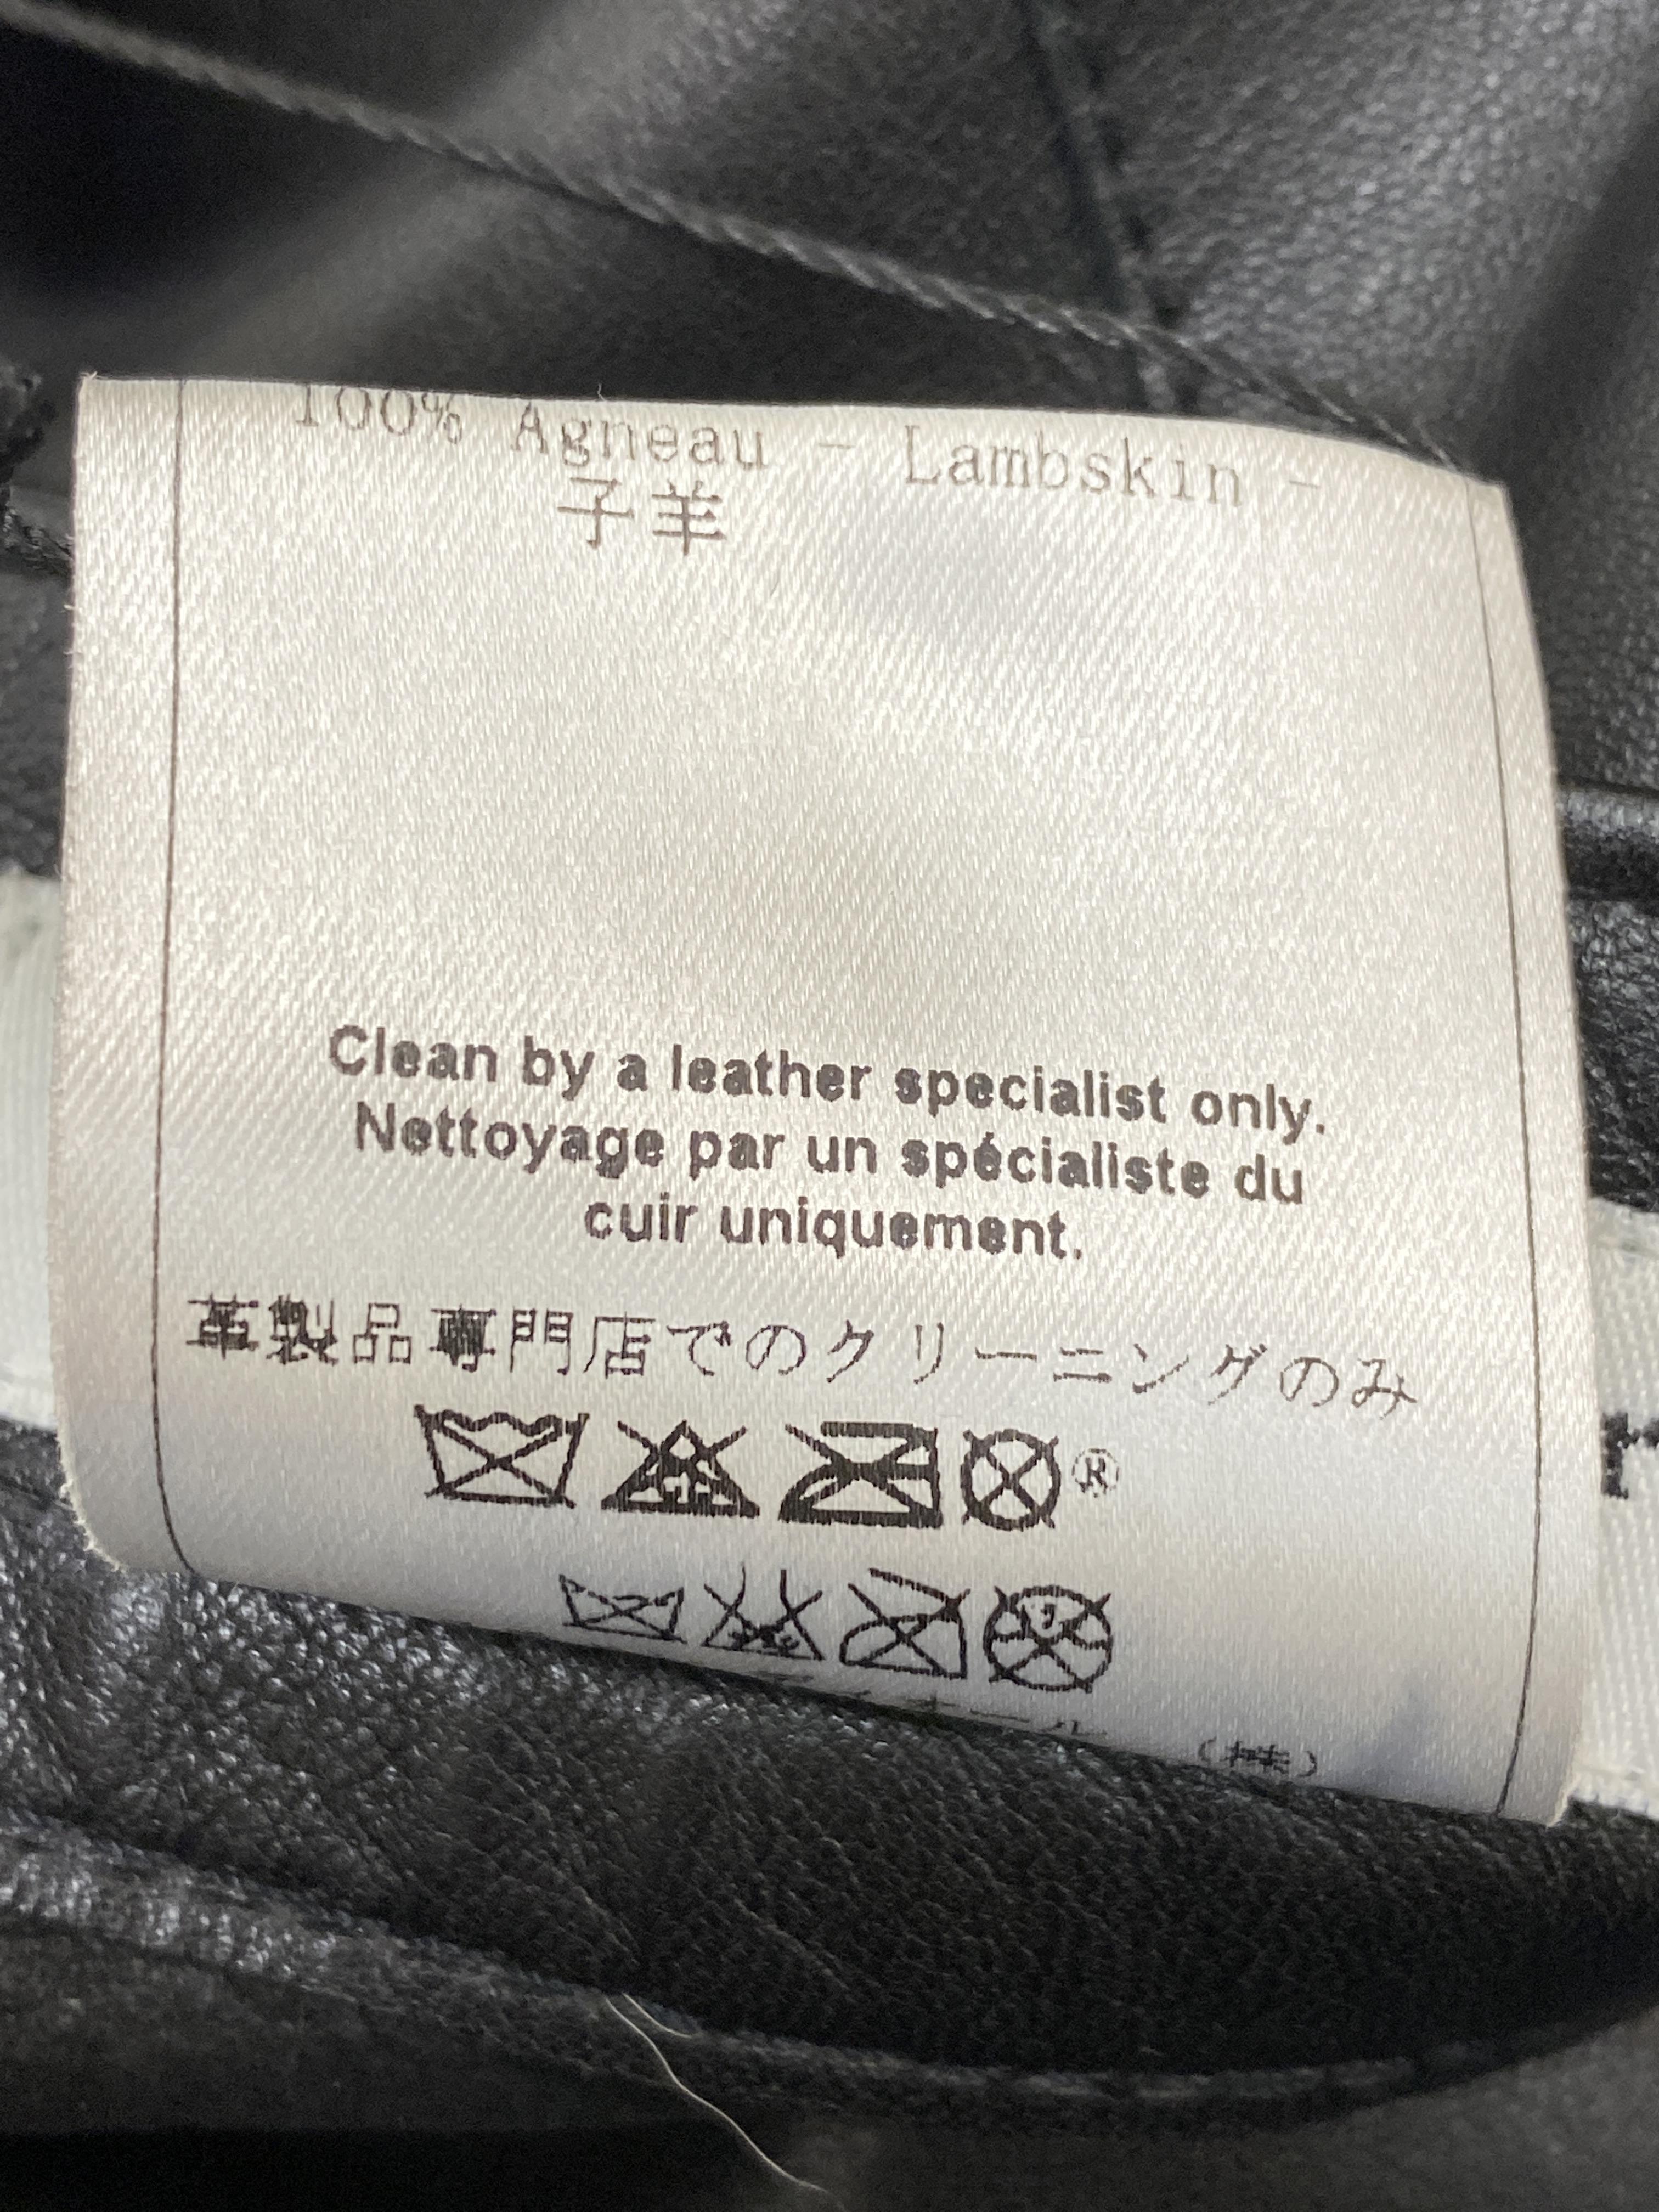 100% Agneau - Lambskin -
子羊
Clean by a leather specialist only.
Nettoyage par un spécialiste du
cuir uniquement.
革製品専門店でのクリーニングのみ
®
(株)